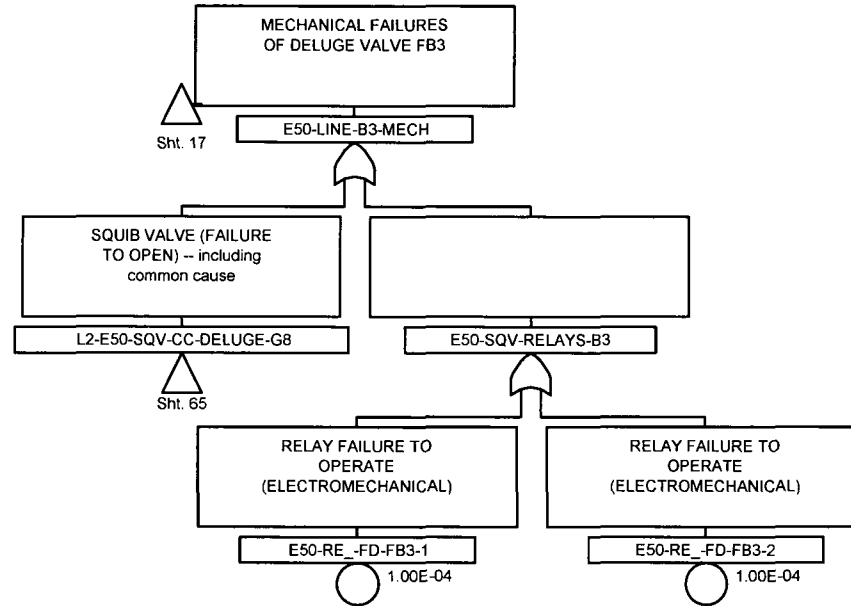 MECHANICAL FAILURES
OF DELUGE VALVE FB3
Sht. 17
E50-LINE-B3-MECH
SQUIB VALVE (FAILURE
TO OPEN) -- including
common cause
L2-E50-SQV-CC-DELUGE-G8
E50-SQV-RELAYS-B3
Sht. 65
RELAY FAILURE TO
OPERATE
(ELECTROMECHANICAL)
RELAY FAILURE TO
OPERATE
(ELECTROMECHANICAL)
E50-RE_-FD-FB3-1
E50-RE_-FD-FB3-2
1.00E-04
1.00E-04